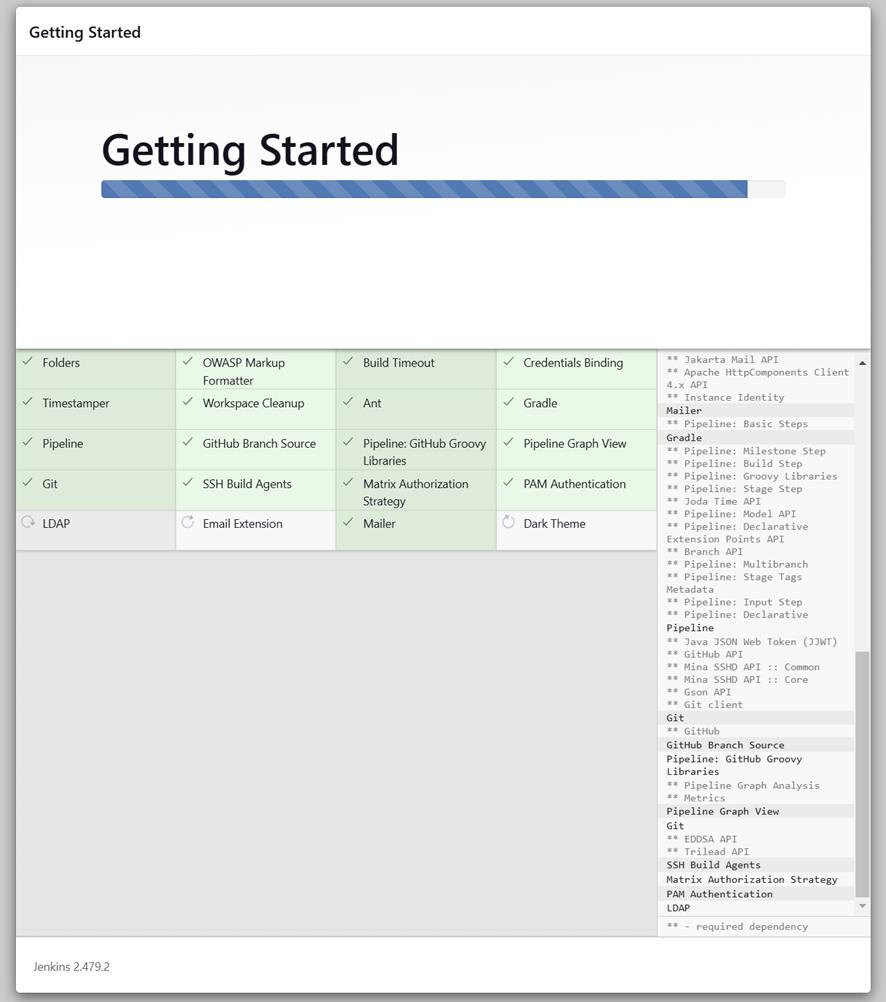 Getting Started
Getting Started
Folders
OWASP Markup
Formatter
Build Timeout
Credentials Binding
Timestamper
Workspace Cleanup
Ant
Gradle
Pipeline
GitHub Branch Source
Pipeline: GitHub Groovy
Libraries
Pipeline Graph View
Git
SSH Build Agents
Matrix Authorization
Strategy
PAM Authentication
LDAP
Email Extension
Mailer
Dark Theme
** Jakarta Mail API
** Apache HttpComponents Client
4.x API
** Instance Identity
Mailer
** Pipeline: Basic Steps
Gradle
** Pipeline: Milestone Step
** Pipeline: Build Step
** Pipeline: Groovy Libraries
** Pipeline: Stage Step
** Joda Time API
** Pipeline: Model API
** Pipeline: Declarative
Extension Points API
** Branch API
** Pipeline: Multibranch
** Pipeline: Stage Tags
Metadata
** Pipeline: Input Step
** Pipeline: Declarative
Pipeline
** Java JSON Web Token (JJWT)
** GitHub API
** Mina SSHD API :: Common
** Mina SSHD API :: Core
** Gson API
** Git client
Git
** GitHub
GitHub Branch Source
Pipeline: GitHub Groovy
Libraries
** Pipeline Graph Analysis
** Metrics
Pipeline Graph View
Git
** EDDSA API
** Trilead API
SSH Build Agents
Matrix Authorization Strategy
PAM Authentication
LDAP
** - required dependency
Jenkins 2.479.2